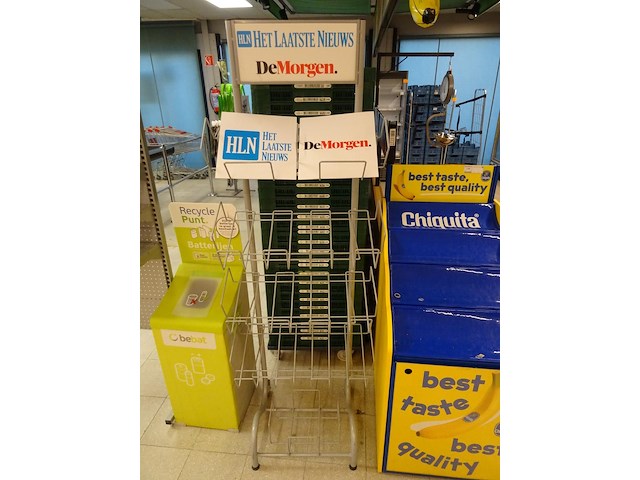 HLN HET LAATSTE NIEUWS
DeMorgen.
HLN HET
LAATSTE
NIEUWS
DeMorgen.
best taste,
best quality
Chiquita
Recycle
Punt.
Batterijen
bebat
best
taste
best
quality